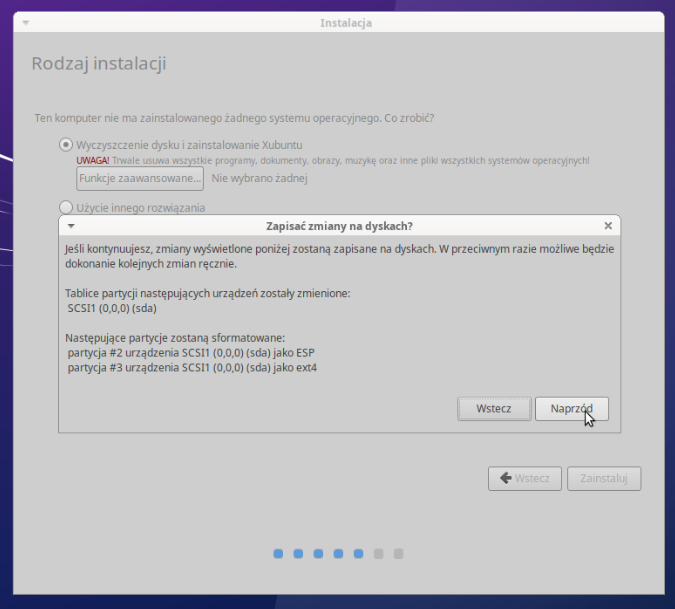 Instalacja
Rodzaj instalacji
Ten komputer nie ma zainstalowanego żadnego systemu operacyjnego. Co zrobić?
Wyczyszczenie dysku i zainstalowanie Xubuntu
UWAGA! Trwale usuwa wszystkie programy, dokumenty, obrazy, muzykę oraz inne pliki wszystkich systemów operacyjnych!
Funkcje zaawansowane... Nie wybrano żadnej
Użycie innego rozwiązania
Zapisać zmiany na dyskach?
Jeśli kontynuujesz, zmiany wyświetlone poniżej zostaną zapisane na dyskach. W przeciwnym razie możliwe będzie
dokonanie kolejnych zmian ręcznie.
Tablice partycji następujących urządzeń zostały zmienione:
SCSI1 (0,0,0) (sda)
Następujące partycje zostaną sformatowane:
partycja #2 urządzenia SCSI1 (0,0,0) (sda) jako ESP
partycja #3 urządzenia SCSI1 (0,0,0) (sda) jako ext4
Wstecz Naprzód
Wstecz Zainstaluj